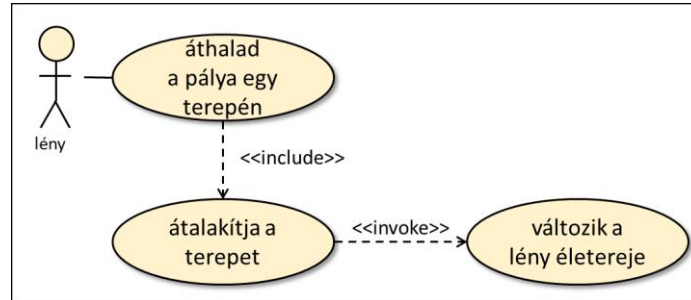 áthalad
a pálya egy
terepén
lény
<<include>>
átalakítja a
terepet
<<invoke>>
változik a
lény életereje